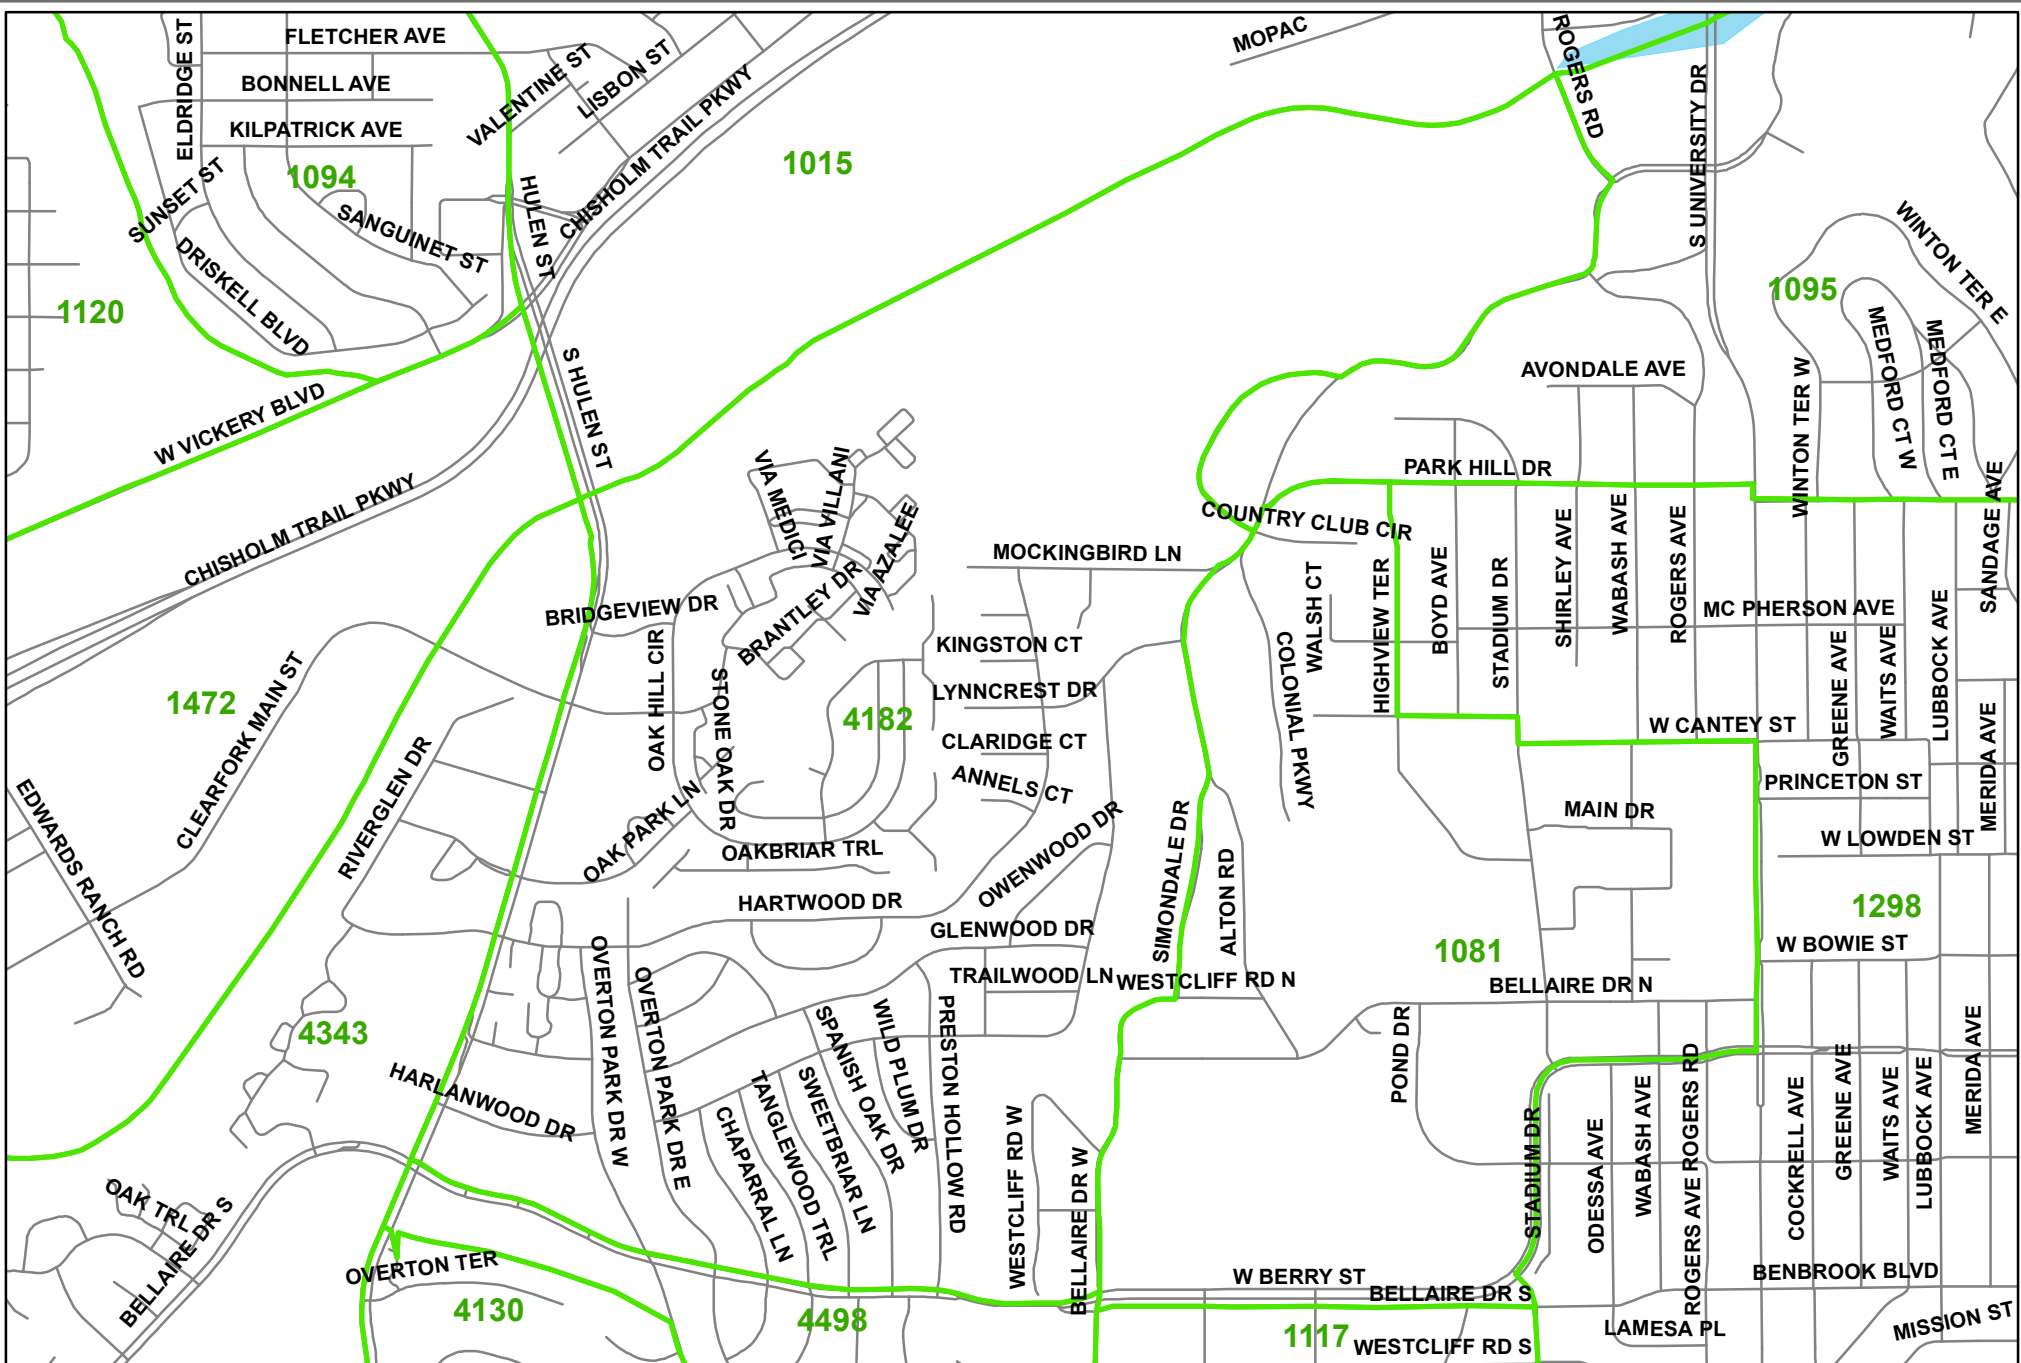 FLETCHER AVE
ELDRIDGE ST
BONNELL AVE
KILPATRICK AVE
VALENTINE ST
LISBON ST
CHISHOLM TRAIL PKWY
MOPAC
ROGERS RD
S UNIVERSITY DR
1094
1015
SUNSET ST
SANGUINET ST
HULEN ST
DRISKELL BLVD
1120
1095
WINTON TER E
MEDFORD CT W
MEDFORD CT E
WINTON TER W
S HULEN ST
W VICKERY BLVD
AVONDALE AVE
PARK HILL DR
CHISHOLM TRAIL PKWY
VIA MEDICI
VIA VILLANI
VIA AZALEE
BRANTLEY DR
COUNTRY CLUB CIR
MOCKINGBIRD LN
SANDAGE AVE
BRIDGEVIEW DR
WALSH CT
HIGHVIEW TER
BOYD AVE
STADIUM DR
SHIRLEY AVE
WABASH AVE
ROGERS AVE
MC PHERSON AVE
GREENE AVE
WAITS AVE
LUBBOCK AVE
MERIDA AVE
KINGSTON CT
OAK HILL CIR
STONE OAK DR
LYNNCREST DR
4182
1472
CLEARFORK MAIN ST
CLARIDGE CT
ANNELS CT
COLONIAL PKWY
W CANTEY ST
PRINCETON ST
MAIN DR
W LOWDEN ST
RIVERGLEN DR
EDWARDS RANCH RD
OAK PARK LN
OAKBRIAR TRL
OWENWOOD DR
SIMONDALE DR
ALTON RD
HARTWOOD DR
GLENWOOD DR
1298
1081
W BOWIE ST
TRAILWOOD LN
WESTCLIFF RD N
BELLAIRE DR N
4343
OVERTON PARK DR W
OVERTON PARK DR E
SPANISH OAK DR
WILD PLUM DR
PRESTON HOLLOW RD
POND DR
HARLANWOOD DR
CHAPARRAL LN
TANGLEWOOD TRL
SWEETBRIAR LN
WESTCLIFF RD W
BELLAIRE DR W
STADIUM DR
ODESSA AVE
WABASH AVE
ROGERS RD
ROGERS AVE
COCKRELL AVE
GREENE AVE
WAITS AVE
LUBBOCK AVE
MERIDA AVE
OAK TRL
BELLAIRE DR S
OVERTON TER
W BERRY ST
BELLAIRE DR S
BENBROOK BLVD
4130
4498
1117
WESTCLIFF RD S
LAMESA PL
MISSION ST